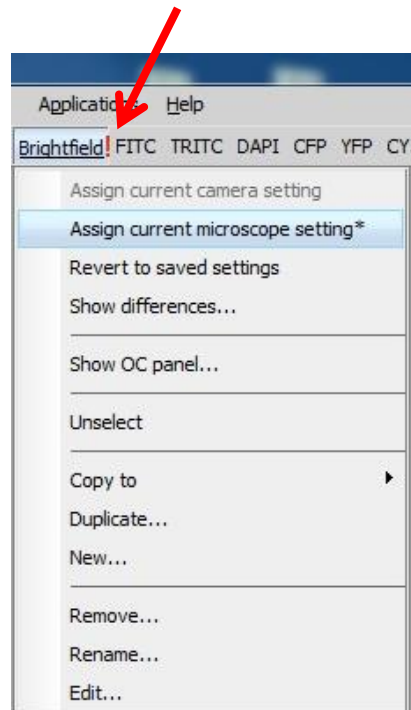 Applications Help
Brightfield! FITC TRITC DAPI CFP YFP CY
Assign current camera setting
Assign current microscope setting*
Revert to saved settings
Show differences...
Show OC panel...
Unselect
Copy to
Duplicate...
New...
Remove...
Rename...
Edit...